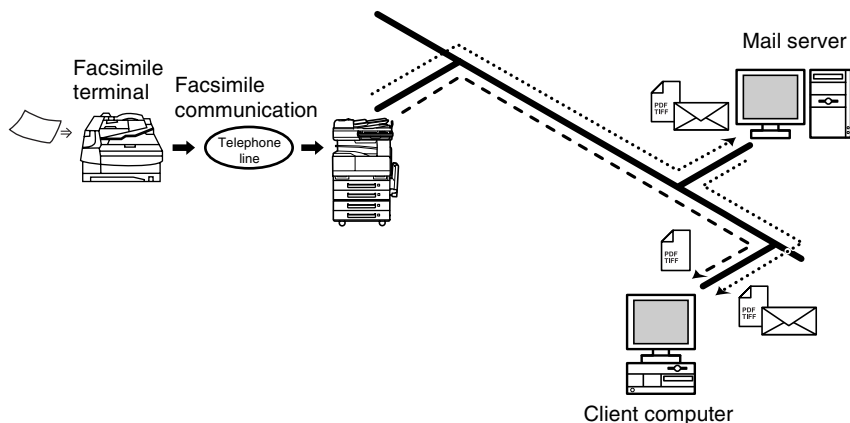 Mail server
Facsimile
terminal
Facsimile
communication
PDF
TIFF
Telephone
line
PDF
TIFF
PDF
TIFF
Client computer